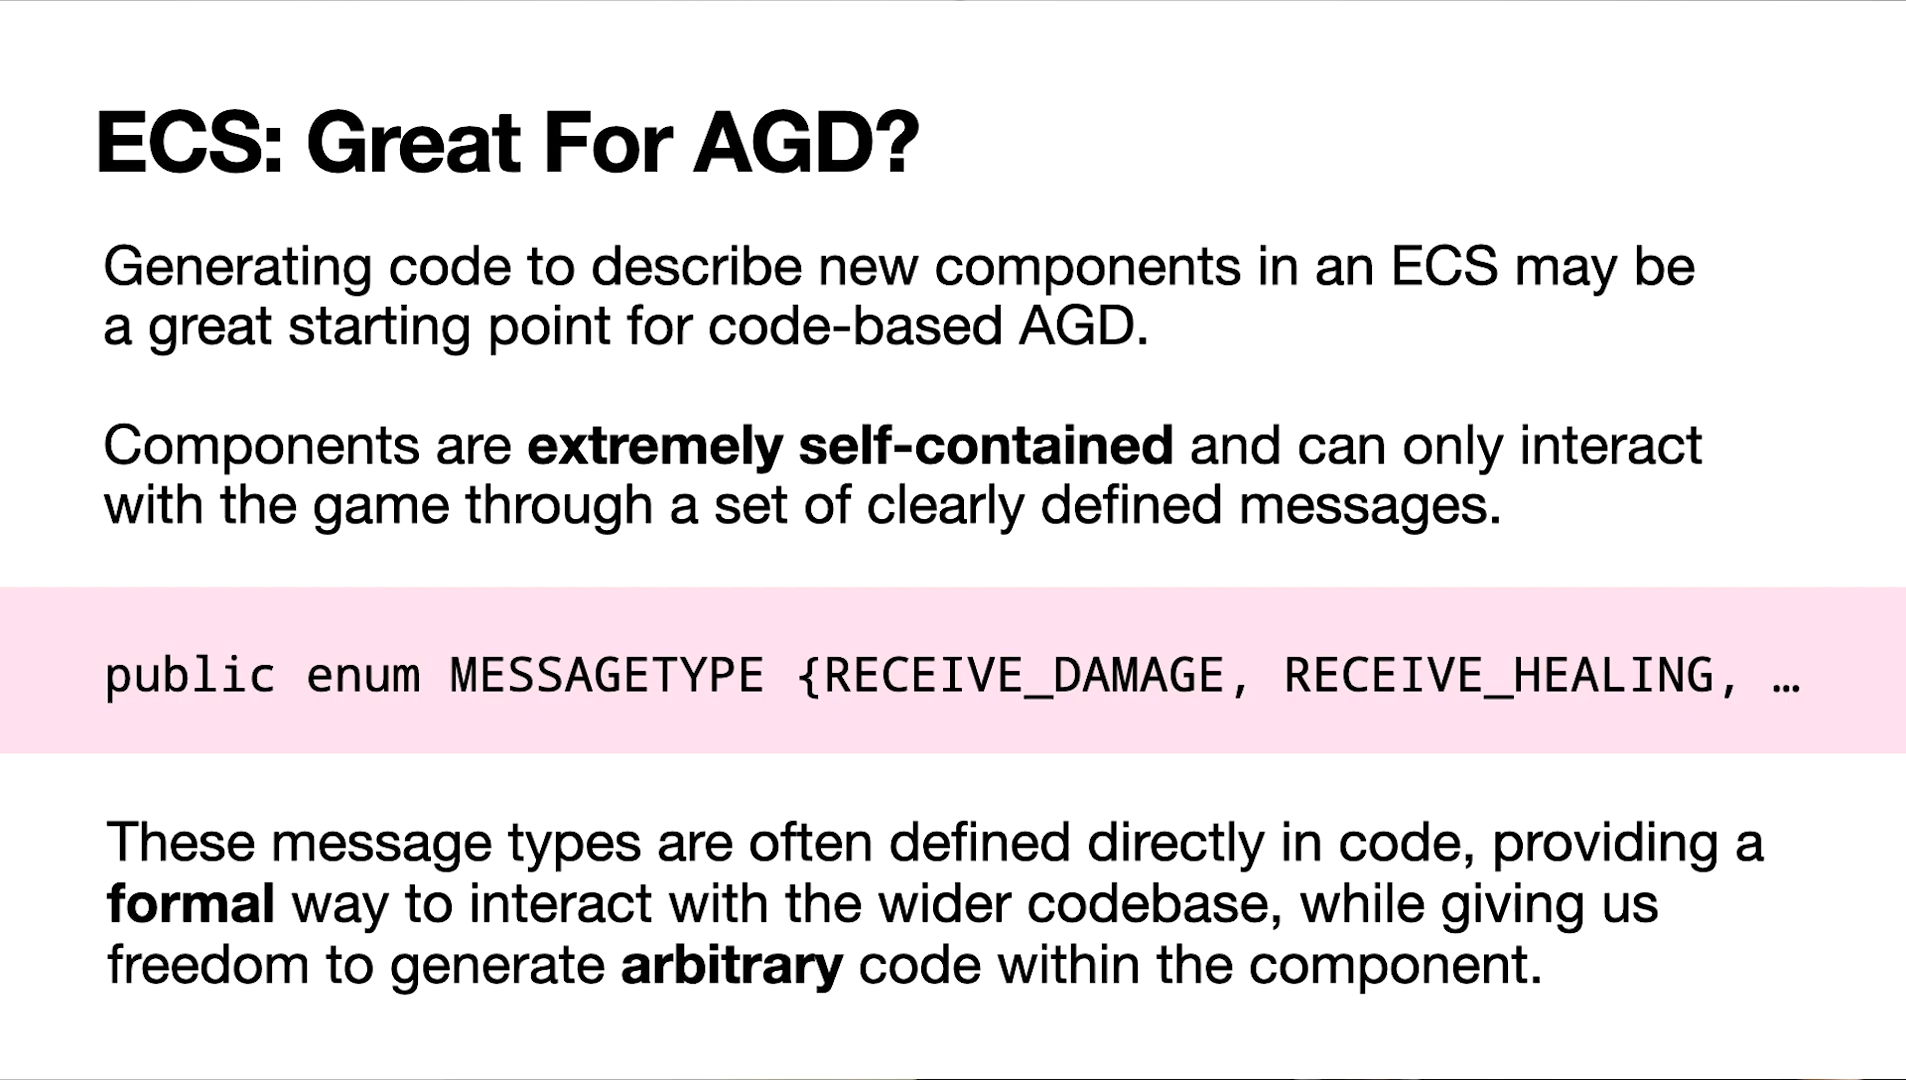 ECS: Great For AGD?
Generating code to describe new components in an ECS may be
a great starting point for code-based AGD.
Components are extremely self-contained and can only interact
with the game through a set of clearly defined messages.
public enum MESSAGETYPE {RECEIVE_DAMAGE, RECEIVE_HEALING, …
These message types are often defined directly in code, providing a
formal way to interact with the wider codebase, while giving us
freedom to generate arbitrary code within the component.